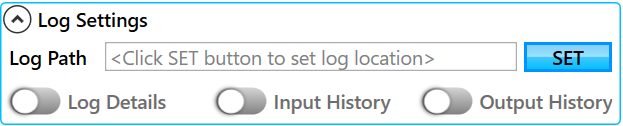 Log Settings
Log Path <Click SET button to set log location> SET
Log Details Input History Output History